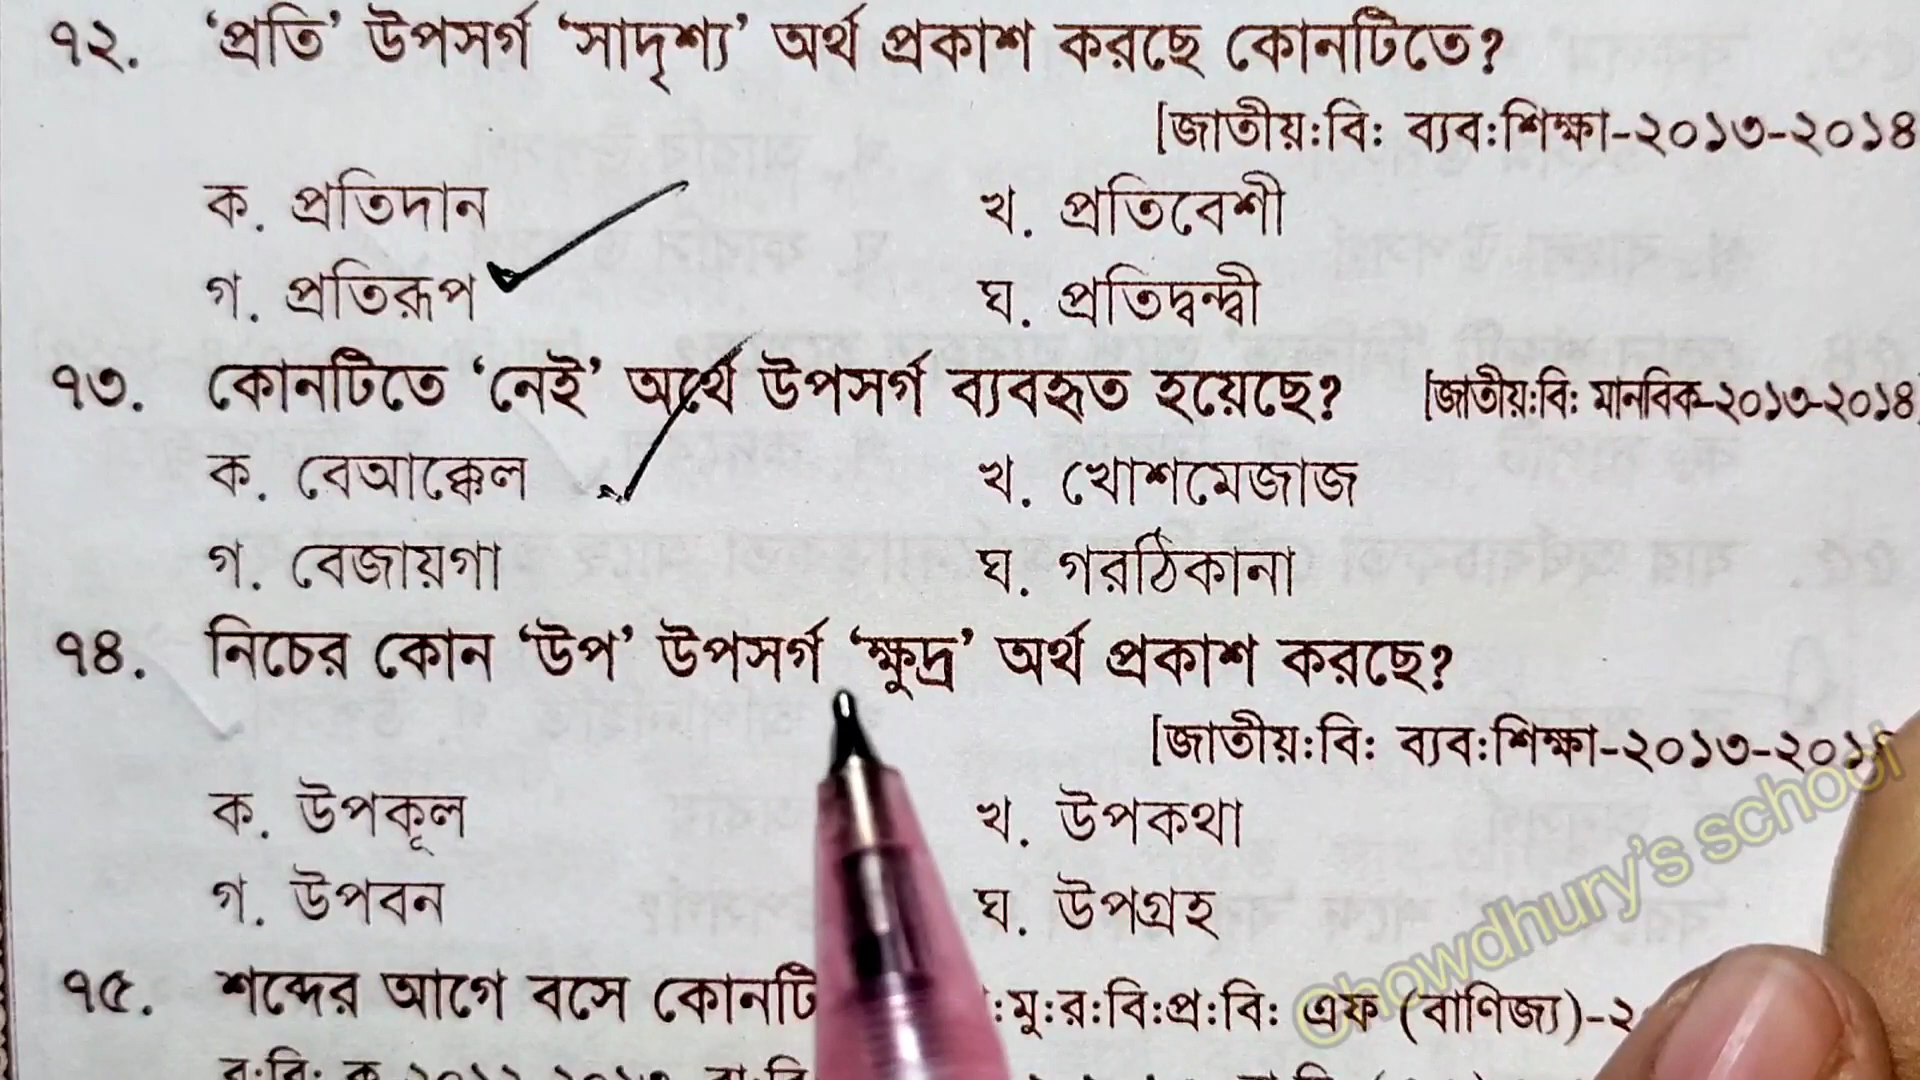 ৭২. ‘প্রতি’ উপসর্গ ‘সাদৃশ্য’ অর্থ প্রকাশ করছে কোনটিতে?
[জাতীয়:বি: ব্যব:শিক্ষা-২০১৩-২০১৪
ক. প্রতিদান খ. প্রতিবেশী
গ. প্রতিরূপ ঘ. প্রতিদ্বন্দ্বী
৭৩. কোনটিতে ‘নেই’ অর্থে উপসর্গ ব্যবহৃত হয়েছে? [জাতীয়:বি: মানবিক-২০১৩-২০১৪]
ক. বেআক্কেল খ. খোশমেজাজ
গ. বেজায়গা ঘ. গরঠিকানা
৭৪. নিচের কোন ‘উপ’ উপসর্গ ‘ক্ষুদ্র’ অর্থ প্রকাশ করছে?
[জাতীয়:বি: ব্যব:শিক্ষা-২০১৩-২০১৪
ক. উপকূল খ. উপকথা
গ. উপবন ঘ. উপগ্রহ
Chowdhury's school
৭৫. শব্দের আগে বসে কোনটি :মু:র:বি:প্র:বি: এফ (বাণিজ্য)-২